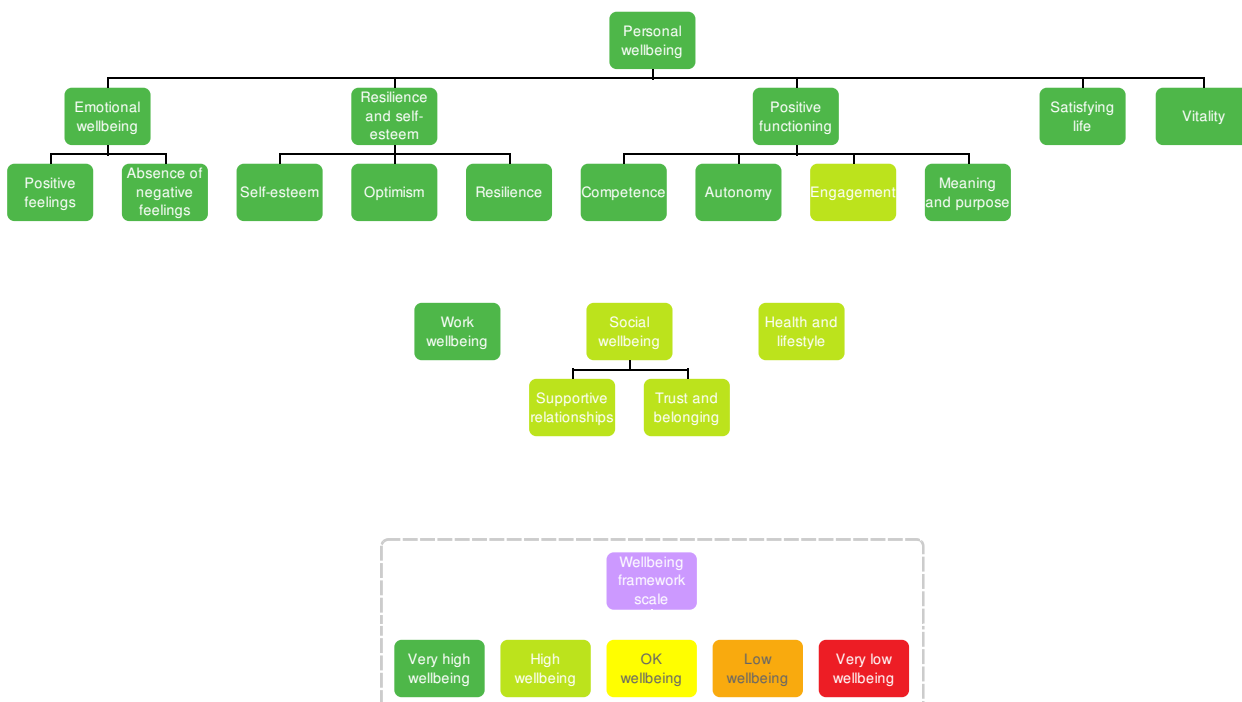 Personal
wellbeing
Emotional
wellbeing
Resilience
and self-
esteem
Positive
functioning
Satisfying
life
Vitality
Positive
feelings
Absence of
negative
feelings
Self-esteem
Optimism
Resilience
Competence
Autonomy
Engagement
Meaning
and purpose
Work
wellbeing
Social
wellbeing
Health and
lifestyle
Supportive
relationships
Trust and
belonging
Wellbeing
framework
scale
Very high
wellbeing
High
wellbeing
OK
wellbeing
Low
wellbeing
Very low
wellbeing